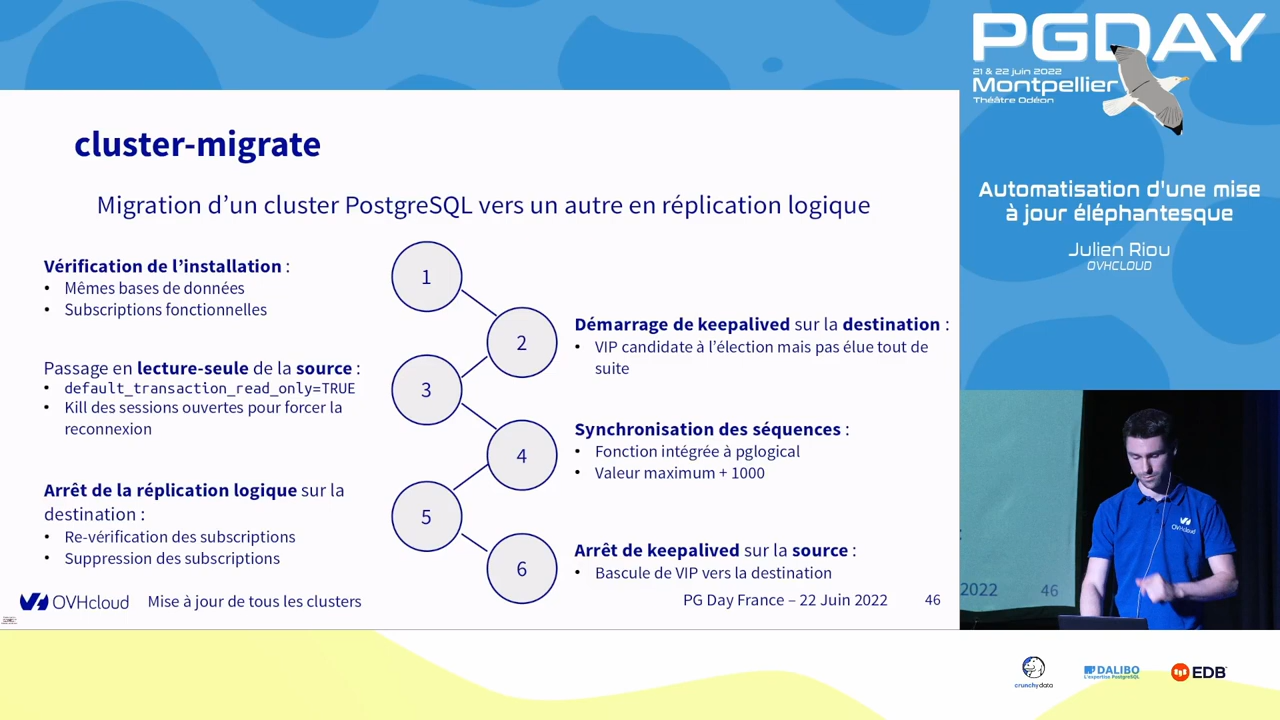 cluster-migrate
Migration d’un cluster PostgreSQL vers un autre en réplication logique
1
Vérification de l’installation :
• Mêmes bases de données
• Subscriptions fonctionnelles
2
Démarrage de keepalived sur la destination :
• VIP candidate à l’élection mais pas élue tout de
suite
3
Passage en lecture-seule de la source :
• default_transaction_read_only=TRUE
• Kill des sessions ouvertes pour forcer la
reconnexion
4
Synchronisation des séquences :
• Fonction intégrée à pglogical
• Valeur maximum + 1000
5
Arrêt de la réplication logique sur la
destination :
• Re-vérification des subscriptions
• Suppression des subscriptions
6
Arrêt de keepalived sur la source :
• Bascule de VIP vers la destination
OVHcloud
Mise à jour de tous les clusters
PG Day France – 22 Juin 2022
46
PGDAY
21 & 22 juin 2022
Montpellier
Théâtre Odéon
Automatisation d'une mise
à jour éléphantesque
Julien Riou
OVHCLOUD
OVHcloud
2022 46
crunchydata
DALIBO
L'expertise PostgreSQL
EDB